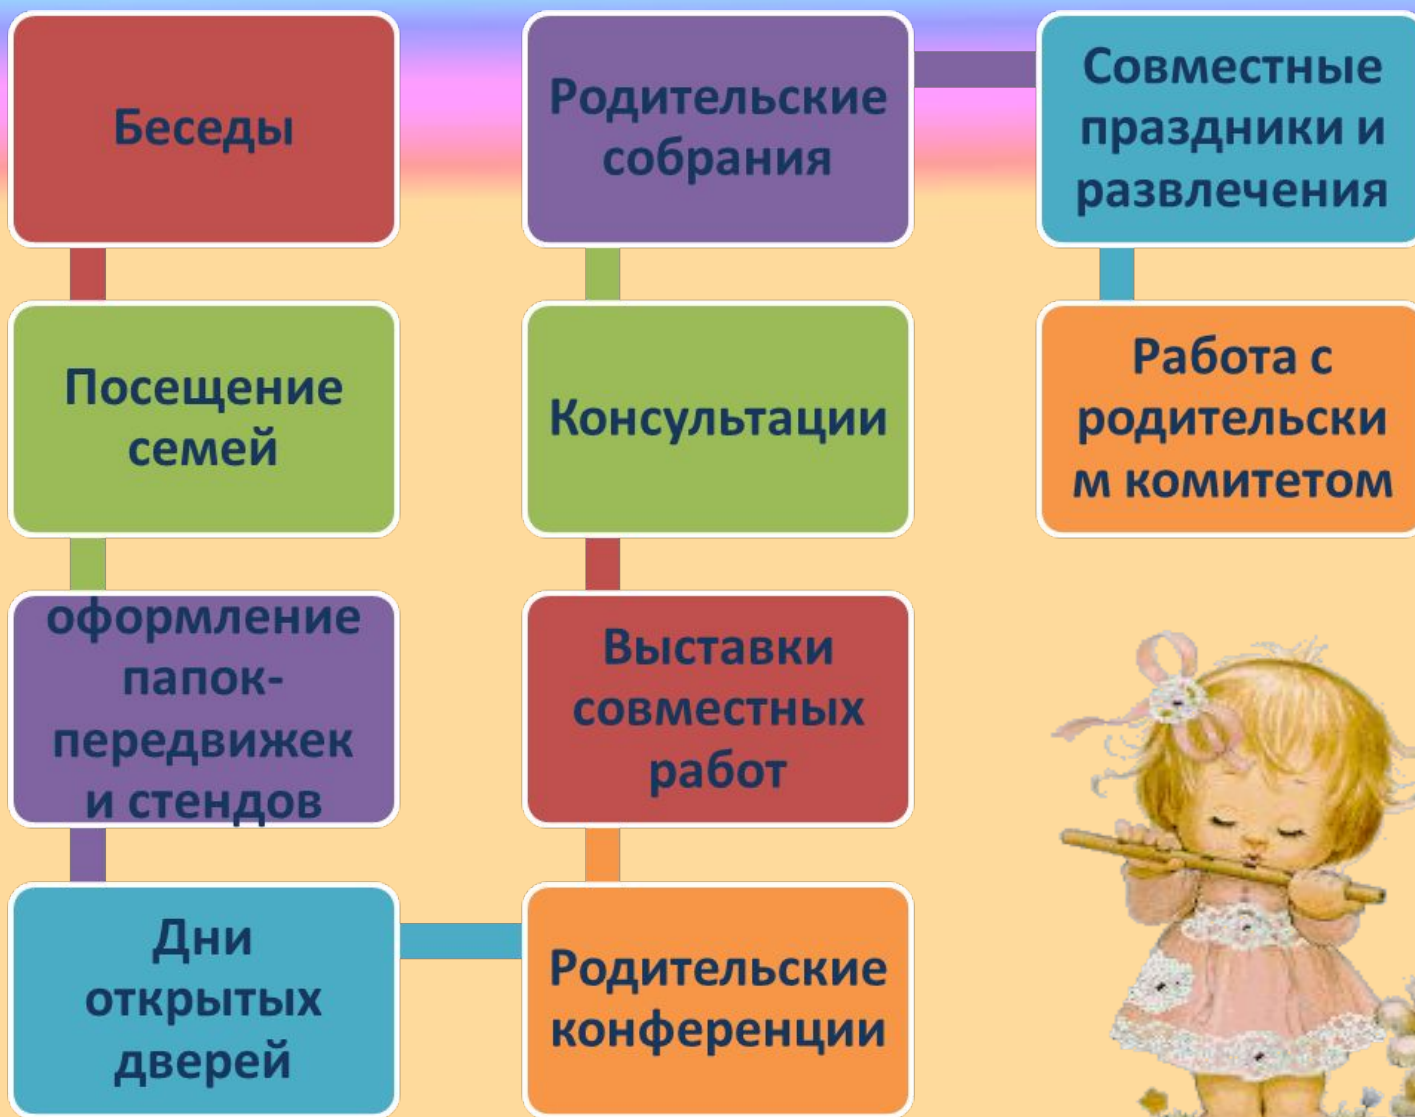 Беседы
Посещение
семей
оформление
папок-
передвижек
и стендов
Дни
открытых
дверей
Родительские
конференции
Выставки
совместных
работ
Консультации
Родительские
собрания
Совместные
праздники и
развлечения
Работа с
родительски
м комитетом